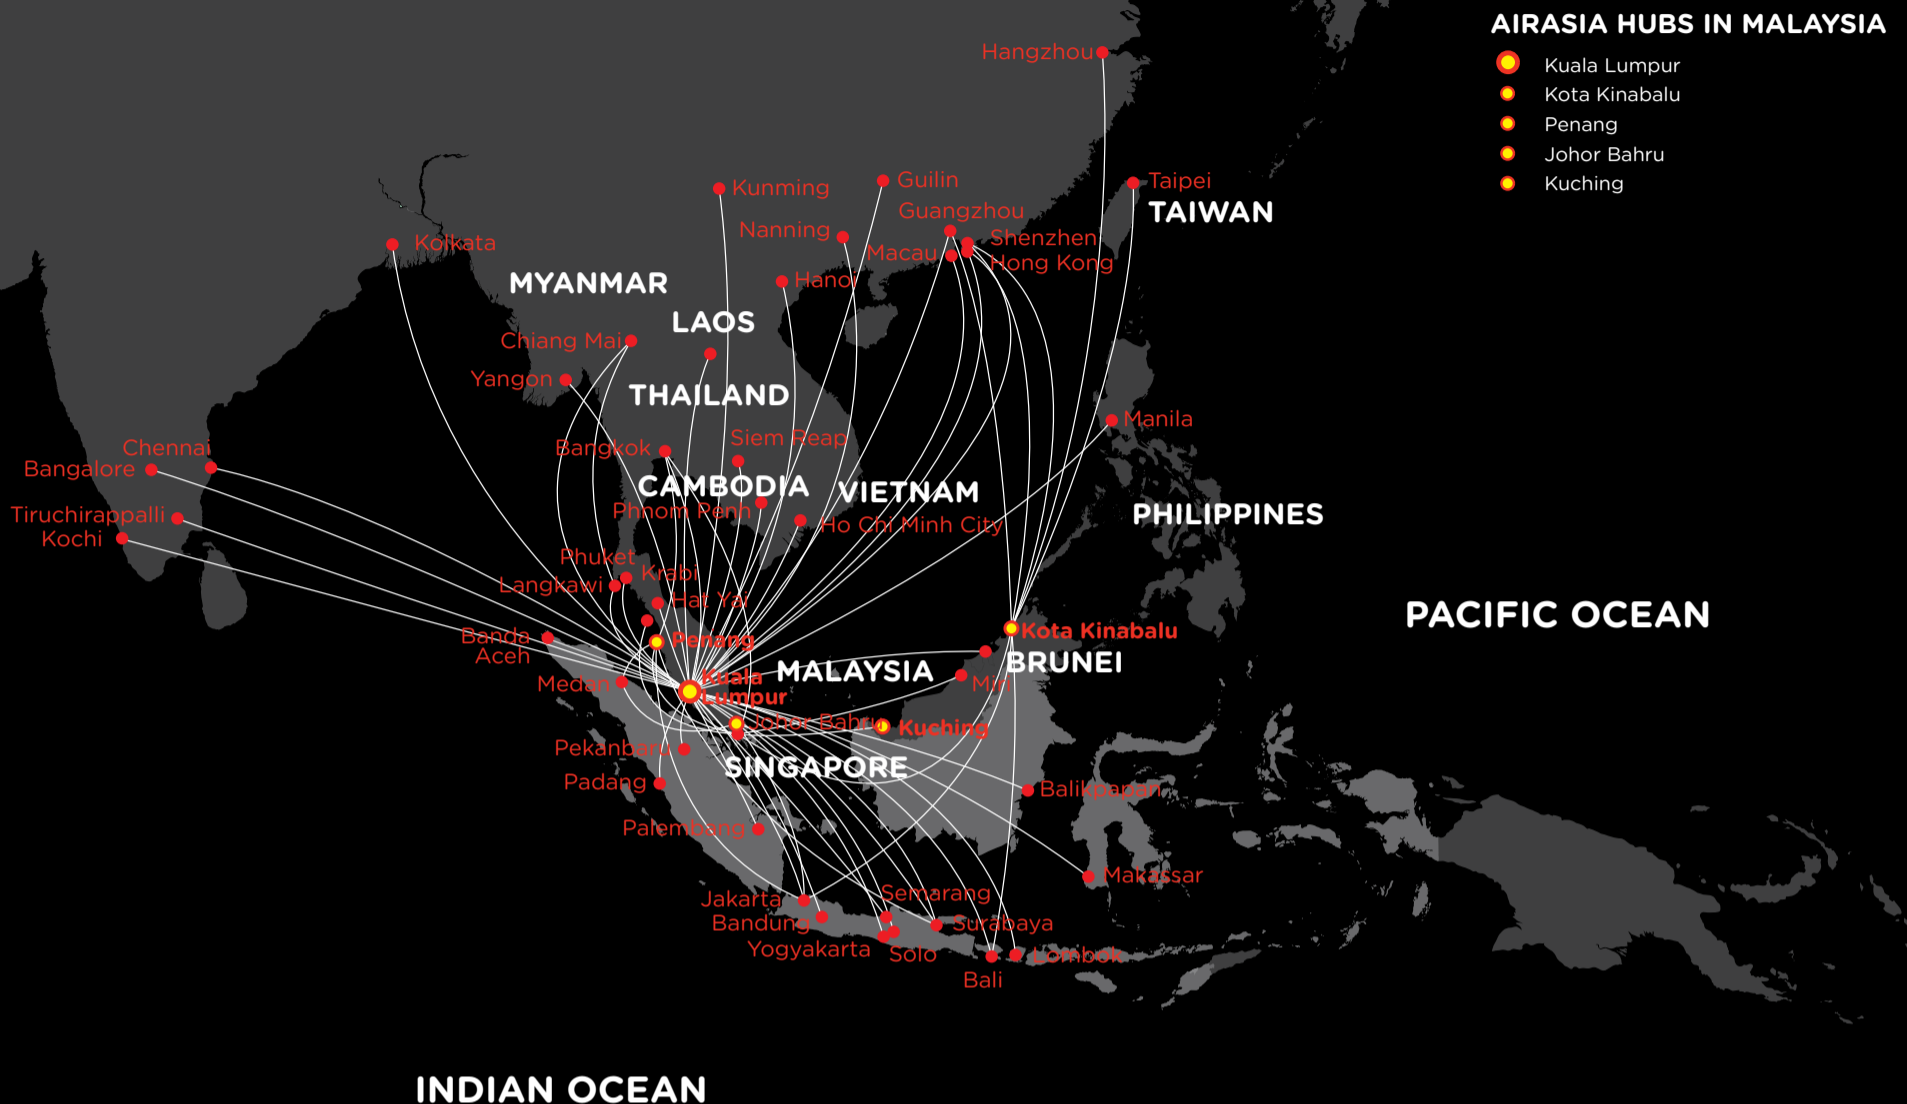 AIRASIA HUBS IN MALAYSIA
Kuala Lumpur
Kota Kinabalu
Penang
Johor Bahru
Kuching
Hangzhou
Taipei
TAIWAN
Kunming
Guilin
Guangzhou
Nanning
Shenzhen
Macau
Hong Kong
Kolkata
Hanoi
MYANMAR
LAOS
Chiang Mai
Yangon
THAILAND
Manila
Siem Reap
Bangkok
Chennai
Bangalore
CAMBODIA
VIETNAM
Phnom Penh
Ho Chi Minh City
PHILIPPINES
Tiruchirappalli
Kochi
Phuket
Krabi
Langkawi
Hat Yai
PACIFIC OCEAN
Banda
Aceh
Penang
Kota Kinabalu
BRUNEI
MALAYSIA
Kuala
Lumpur
Medan
Miri
Johor Bahru
Kuching
Pekanbaru
SINGAPORE
Padang
Balikpapan
Palembang
Makassar
Jakarta
Semarang
Bandung
Surabaya
Yogyakarta
Solo
Lombok
Bali
INDIAN OCEAN